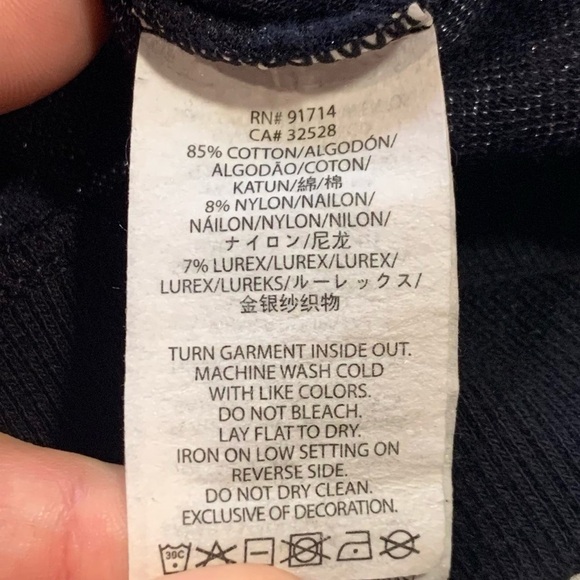 RN# 91714
CA# 32528
85% COTTON/ALGODÓN/
ALGODÃO/COTON/
KATUN/綿/棉
8% NYLON/NAILON/
NÁILON/NYLON/NILON/
ナイロン/尼龙
7% LUREX/LUREX/LUREX/
LUREX/LUREKS/ルーレックス/
金银纱织物
TURN GARMENT INSIDE OUT.
MACHINE WASH COLD
WITH LIKE COLORS.
DO NOT BLEACH.
LAY FLAT TO DRY.
IRON ON LOW SETTING ON
REVERSE SIDE.
DO NOT DRY CLEAN.
EXCLUSIVE OF DECORATION.
30C